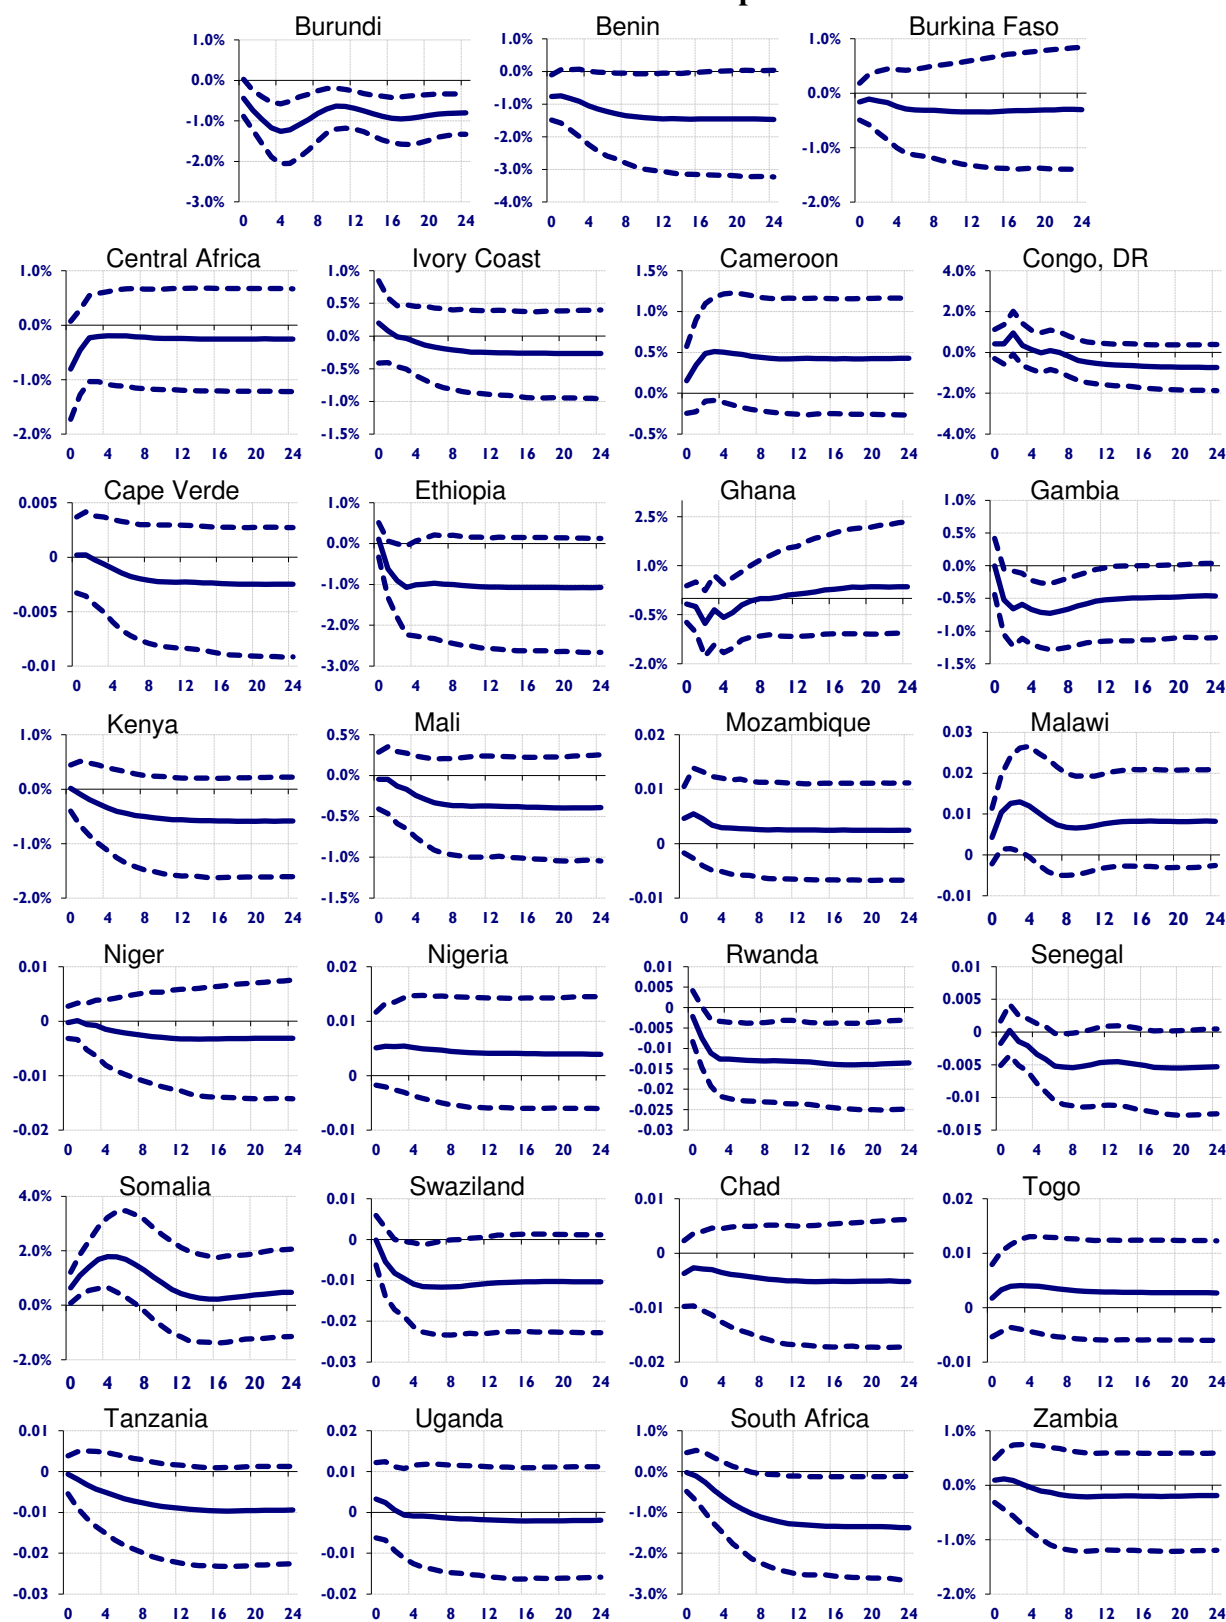 Burundi Benin Burkina Faso
1.0% 1.0% 1.0%
0.0% 0.0% 0.0%
-1.0% -1.0% -1.0%
-2.0% -2.0%
-3.0% -3.0% -4.0% -2.0%
0 4 8 12 16 20 24 0 4 8 12 16 20 24 0 4 8 12 16 20 24
Central Africa Ivory Coast Cameroon Congo, DR
1.0% 1.0% 1.5% 4.0%
0.5% 1.0% 2.0%
0.0% 0.0% 0.5% 0.0%
-1.0% -0.5% 0.0% -2.0%
-1.0%
-2.0% -1.5% -0.5% -4.0%
0 4 8 12 16 20 24 0 4 8 12 16 20 24 0 4 8 12 16 20 24 0 4 8 12 16 20 24
Cape Verde Ethiopia Ghana Gambia
0.005 1.0% 2.5% 1.0%
0.0% 0.5%
0 -1.0% 1.0% 0.0%
-0.005 -2.0% -0.5% -0.5%
-1.0%
-0.01 -3.0% -2.0% -1.5%
0 4 8 12 16 20 24 0 4 8 12 16 20 24 0 4 8 12 16 20 24 0 4 8 12 16 20 24
Kenya Mali Mozambique Malawi
1.0% 0.5% 0.02 0.03
0.0% 0.0% 0.01 0.02
-0.5% 0.01
-1.0% -1.0% 0 0
-2.0% -1.5% -0.01 -0.01
0 4 8 12 16 20 24 0 4 8 12 16 20 24 0 4 8 12 16 20 24 0 4 8 12 16 20 24
Niger Nigeria Rwanda Senegal
0.01 0.02 0.01 0.01
0.005 0.005
0 0.01 0 0
-0.005
-0.01 -0.005
-0.01 0 -0.015 -0.01
-0.02
-0.025
-0.02 -0.01 -0.03 -0.015
0 4 8 12 16 20 24 0 4 8 12 16 20 24 0 4 8 12 16 20 24 0 4 8 12 16 20 24
Somalia Swaziland Chad Togo
4.0% 0.01 0.01 0.02
2.0% 0 0 0.01
0.0% -0.01 -0.01 0
-0.02
-2.0% -0.03 -0.02 -0.01
0 4 8 12 16 20 24 0 4 8 12 16 20 24 0 4 8 12 16 20 24 0 4 8 12 16 20 24
Tanzania Uganda South Africa Zambia
0.01 0.02 1.0% 1.0%
0 0.01 0.0% 0.0%
-0.01 0 -1.0%
-0.02 -0.01 -2.0% -1.0%
-0.03 -0.02 -3.0% -2.0%
0 4 8 12 16 20 24 0 4 8 12 16 20 24 0 4 8 12 16 20 24 0 4 8 12 16 20 24